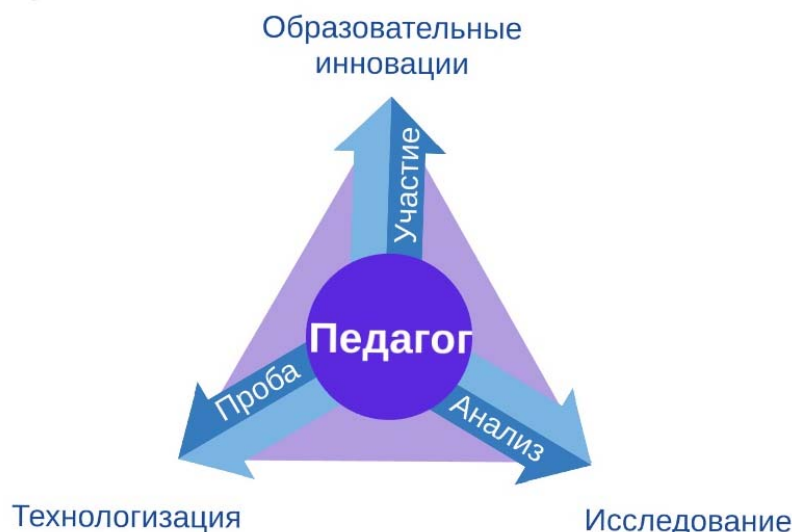 Образовательные
инновации
Участие
Педагог
Проба
Анализ
Технологизация
Исследование